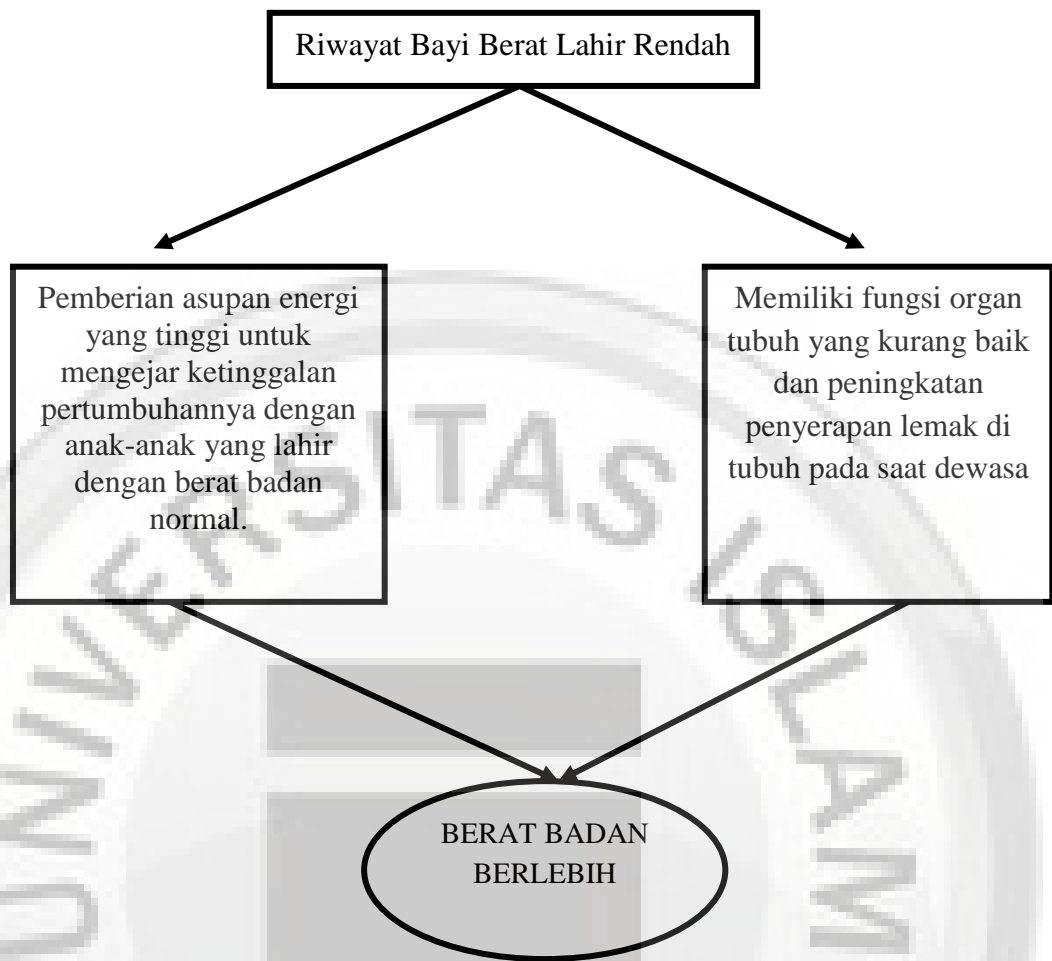 Riwayat Bayi Berat Lahir Rendah
Pemberian asupan energi
yang tinggi untuk
mengejar ketinggalan
pertumbuhannya dengan
anak-anak yang lahir
dengan berat badan
normal.
Memiliki fungsi organ
tubuh yang kurang baik
dan peningkatan
penyerapan lemak di
tubuh pada saat dewasa
BERAT BADAN
BERLEBIH
UNIVERSITAS ISLAM